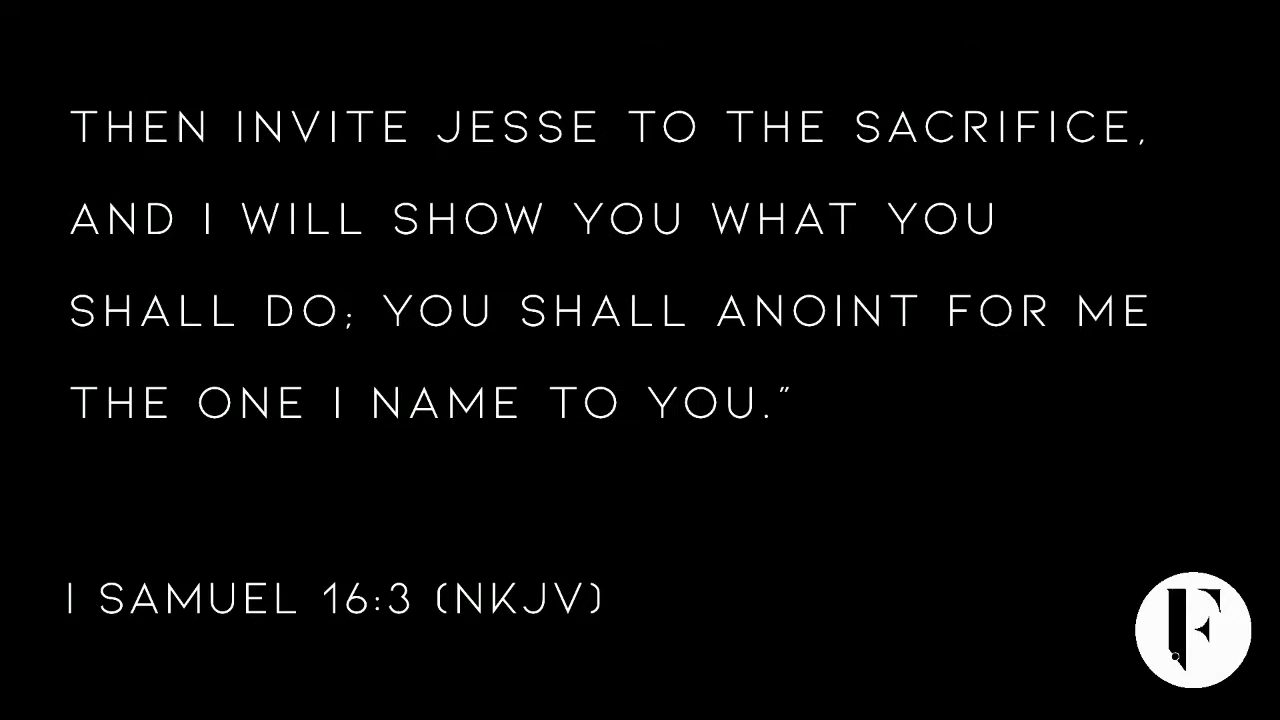 THEN INVITE JESSE TO THE SACRIFICE,
AND I WILL SHOW YOU WHAT YOU
SHALL DO; YOU SHALL ANOINT FOR ME
THE ONE I NAME TO YOU.”
I SAMUEL 16:3 (NKJV)
F